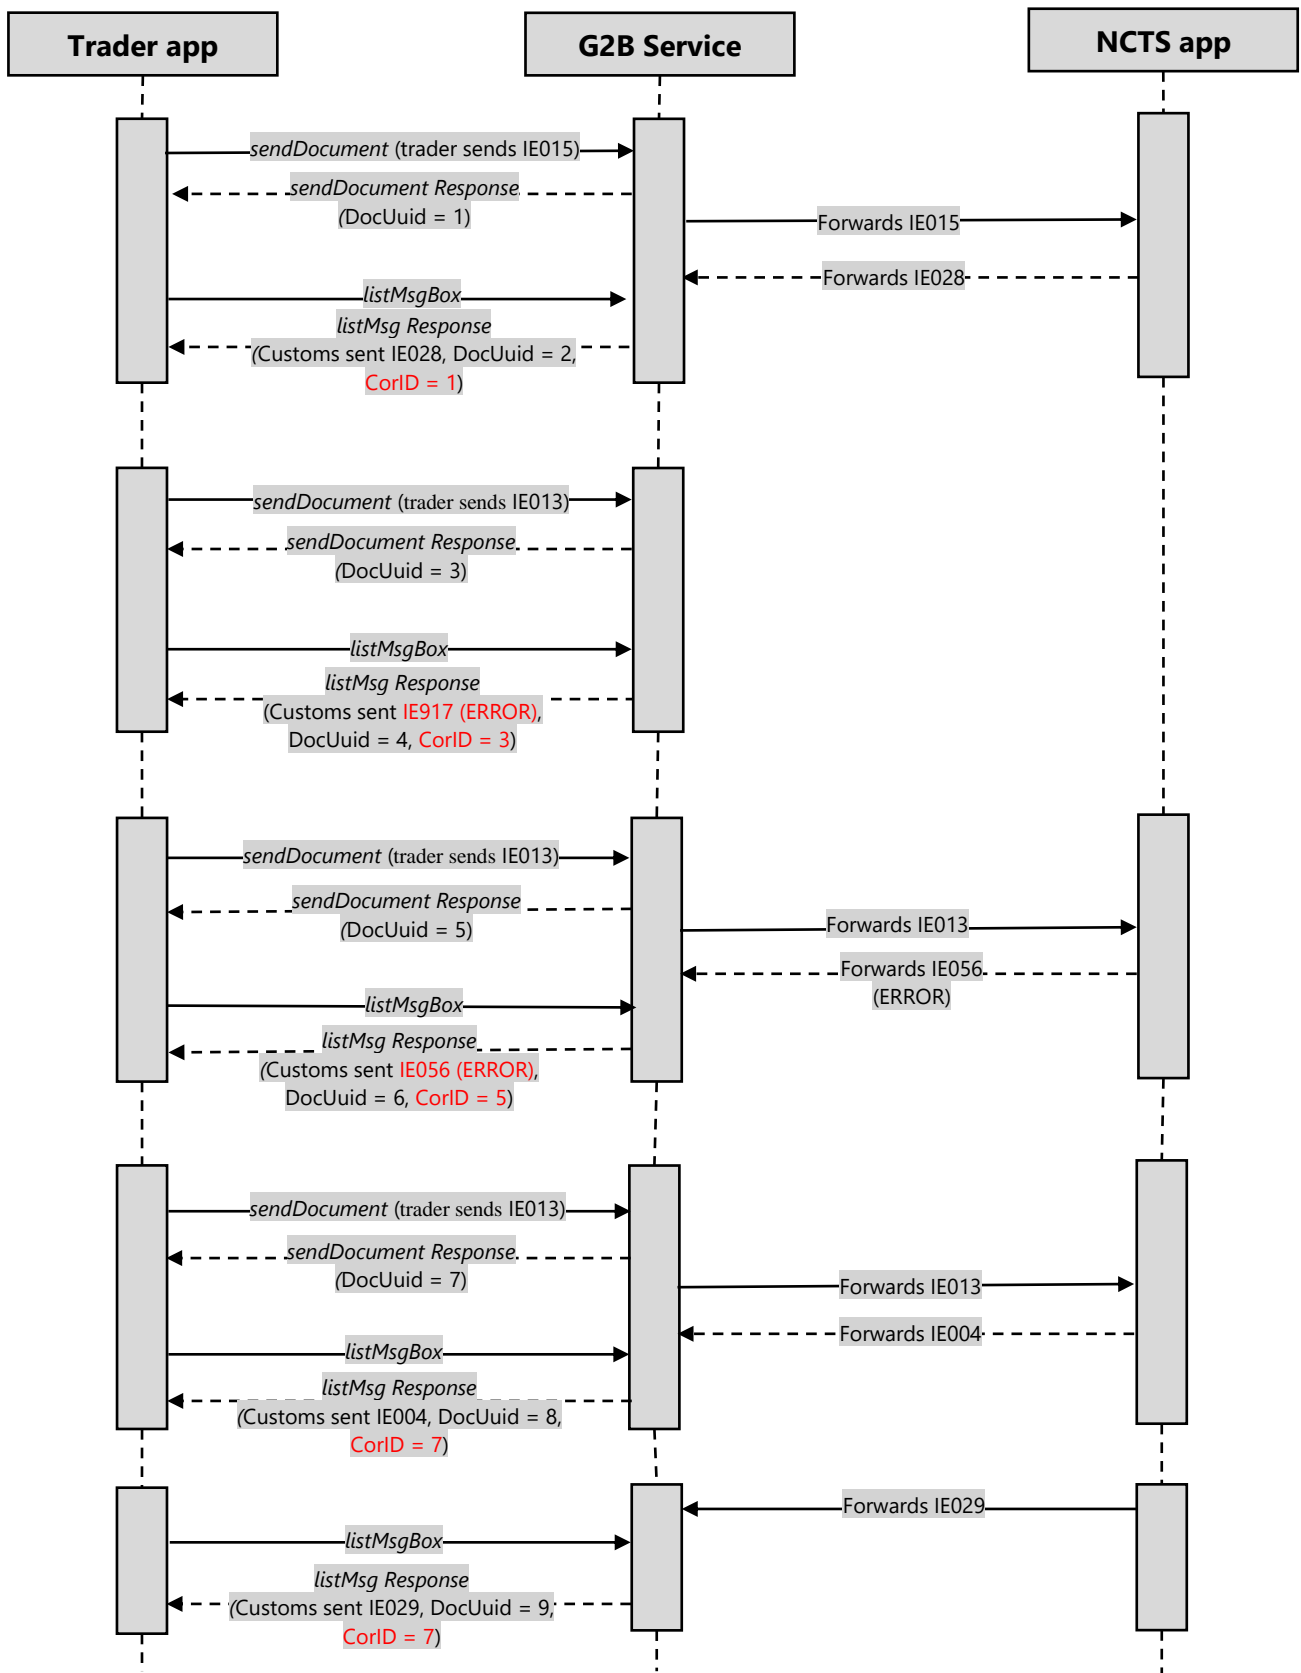 Trader app
G2B Service
NCTS app
sendDocument (trader sends IE015)
sendDocument Response
(DocUuid = 1)
Forwards IE015
Forwards IE028
listMsgBox
listMsg Response
(Customs sent IE028, DocUuid = 2,
CorID = 1)
sendDocument (trader sends IE013)
sendDocument Response
(DocUuid = 3)
listMsgBox
listMsg Response
(Customs sent IE917 (ERROR),
DocUuid = 4, CorID = 3)
sendDocument (trader sends IE013)
sendDocument Response
(DocUuid = 5)
Forwards IE013
Forwards IE056
(ERROR)
listMsgBox
listMsg Response
(Customs sent IE056 (ERROR),
DocUuid = 6, CorID = 5)
sendDocument (trader sends IE013)
sendDocument Response
(DocUuid = 7)
Forwards IE013
Forwards IE004
listMsgBox
listMsg Response
(Customs sent IE004, DocUuid = 8,
CorID = 7)
Forwards IE029
listMsgBox
listMsg Response
(Customs sent IE029, DocUuid = 9,
CorID = 7)